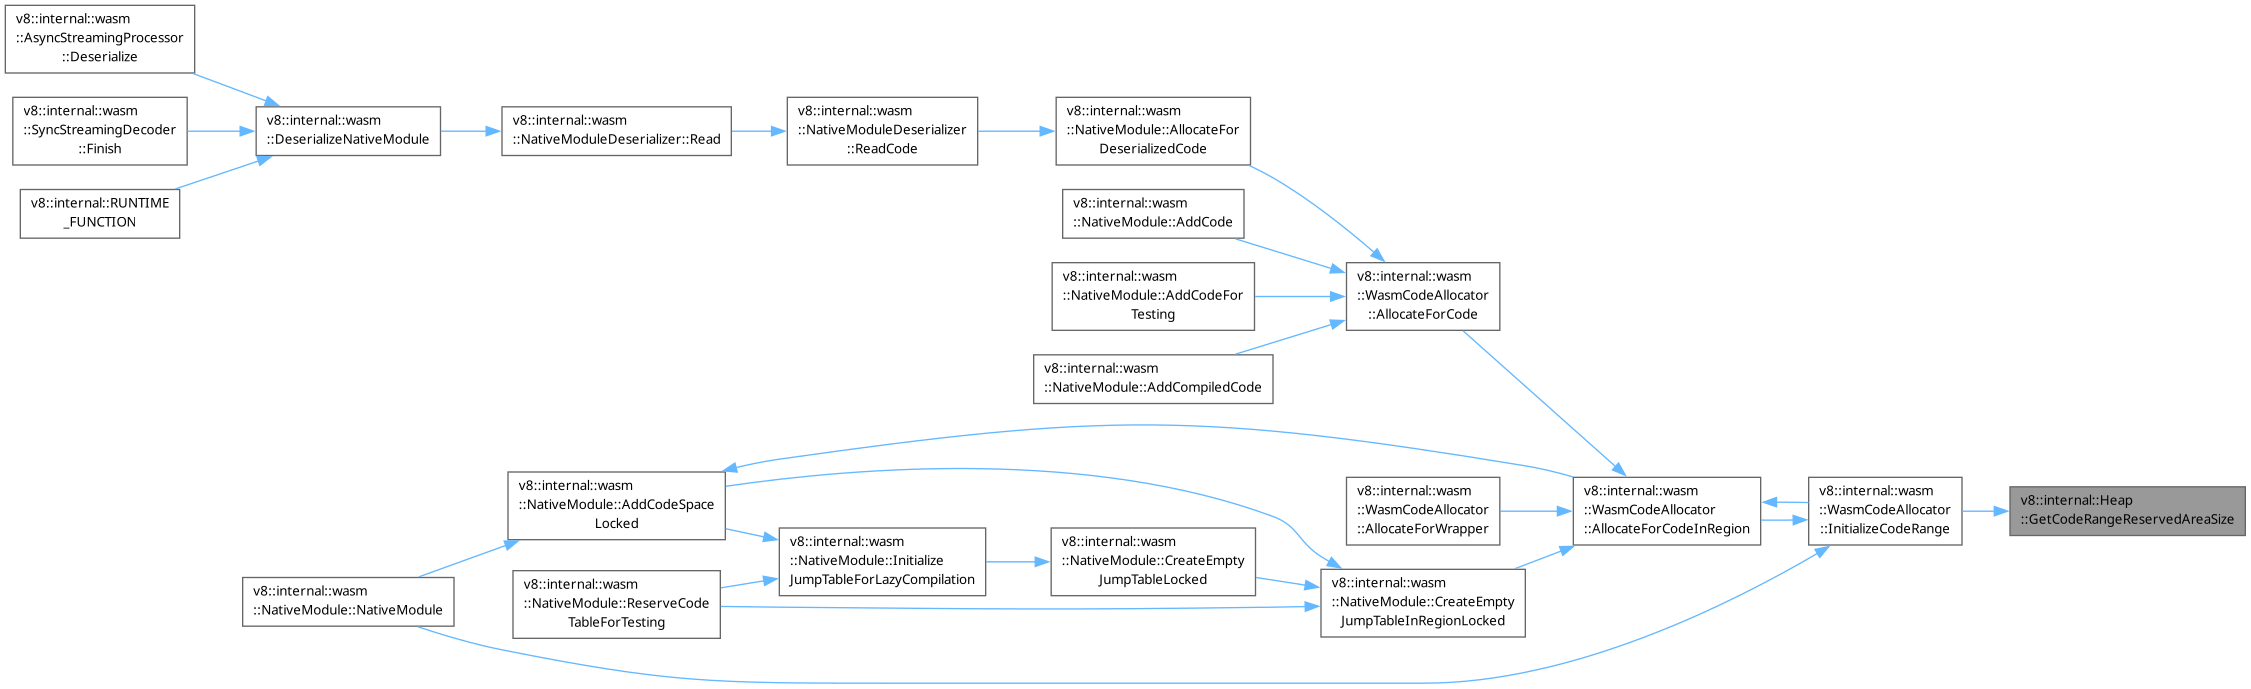 v8::internal::wasm
::AsyncStreamingProcessor
::Deserialize
v8::internal::wasm
::SyncStreamingDecoder
::Finish
v8::internal::RUNTIME
_FUNCTION
v8::internal::wasm
::DeserializeNativeModule
v8::internal::wasm
::NativeModuleDeserializer::Read
v8::internal::wasm
::NativeModuleDeserializer
::ReadCode
v8::internal::wasm
::NativeModule::AllocateFor
DeserializedCode
v8::internal::wasm
::NativeModule::AddCode
v8::internal::wasm
::NativeModule::AddCodeFor
Testing
v8::internal::wasm
::NativeModule::AddCompiledCode
v8::internal::wasm
::WasmCodeAllocator
::AllocateForCode
v8::internal::wasm
::NativeModule::AddCodeSpace
Locked
v8::internal::wasm
::NativeModule::NativeModule
v8::internal::wasm
::NativeModule::ReserveCode
TableForTesting
v8::internal::wasm
::NativeModule::Initialize
JumpTableForLazyCompilation
v8::internal::wasm
::NativeModule::CreateEmpty
JumpTableLocked
v8::internal::wasm
::WasmCodeAllocator
::AllocateForWrapper
v8::internal::wasm
::NativeModule::CreateEmpty
JumpTableInRegionLocked
v8::internal::wasm
::WasmCodeAllocator
::AllocateForCodeInRegion
v8::internal::wasm
::WasmCodeAllocator
::InitializeCodeRange
v8::internal::Heap
::GetCodeRangeReservedAreaSize